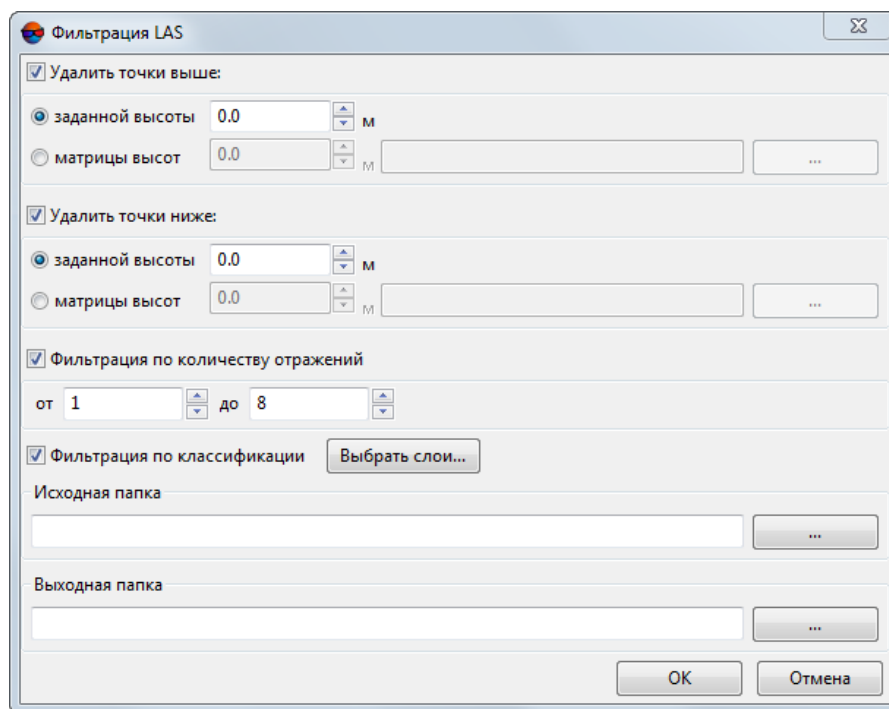 Фильтрация LAS
Удалить точки выше:
заданной высоты 0.0 м
матрицы высот 0.0 м ...
Удалить точки ниже:
заданной высоты 0.0 м
матрицы высот 0.0 м ...
Фильтрация по количеству отражений
от 1 до 8
Фильтрация по классификации Выбрать слои...
Исходная папка
...
Выходная папка
...
OK Отмена